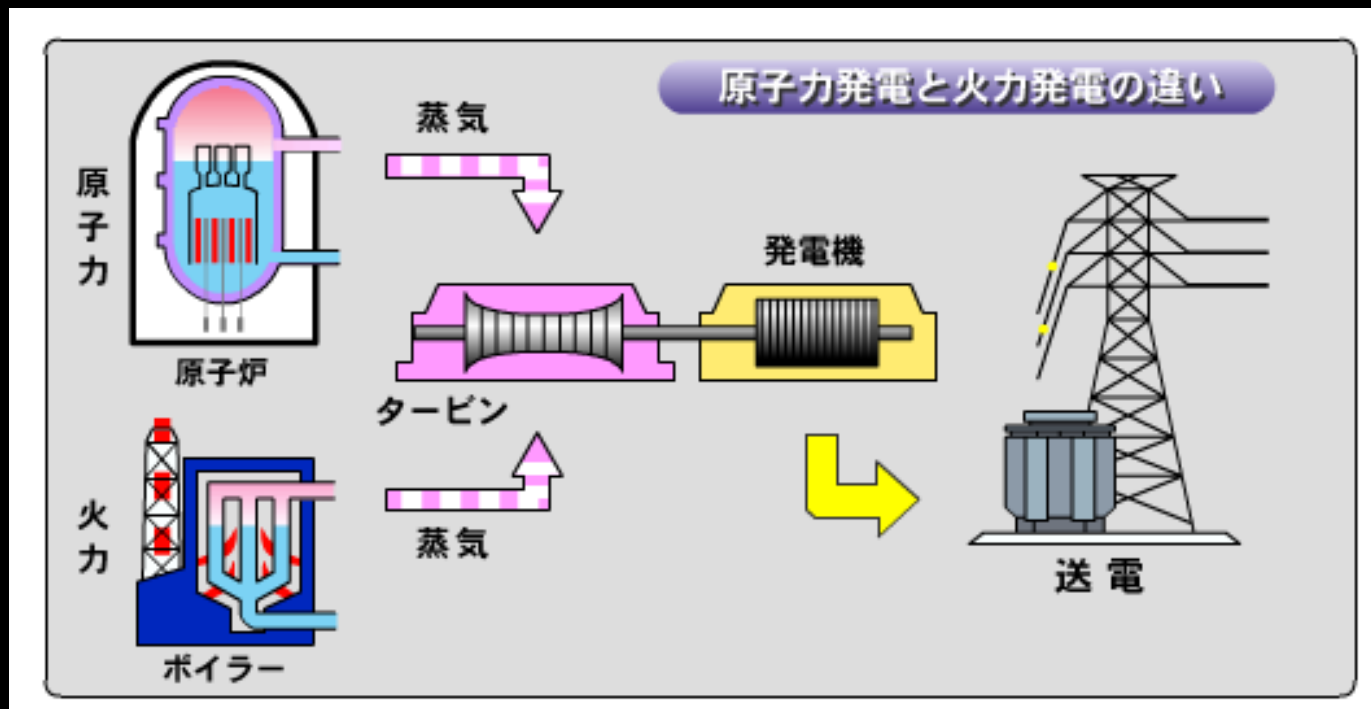 原子力発電と火力発電の違い
蒸気
原子力
発電機
原子炉
タービン
火力
蒸気
送電
ボイラー